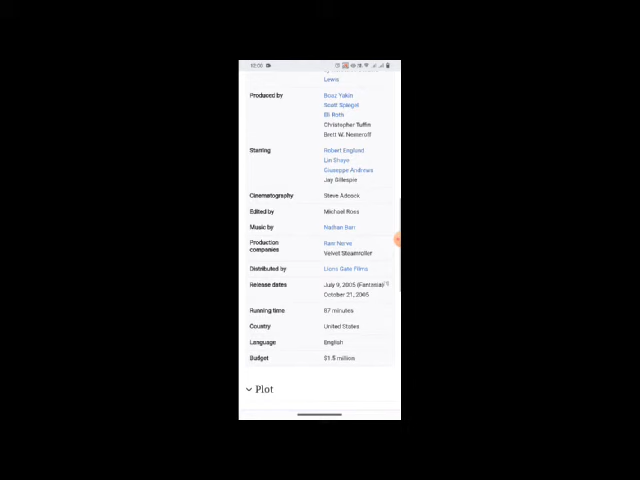 Lewis
Produced by
Boaz Yakin
Scott Spiegel
Eli Roth
Christopher Tuffin
Brett W. Nemeroff
Starring
Robert Englund
Lin Shaye
Giuseppe Andrews
Jay Gillespie
Cinematography
Steve Adcock
Edited by
Michael Ross
Music by
Nathan Barr
Production
companies
Raw Nerve
Velvet Steamroller
Distributed by
Lions Gate Films
Release dates
July 9, 2005 (Fantasia)
October 21, 2005
Running time
87 minutes
Country
United States
Language
English
Budget
$1.5 million
Plot